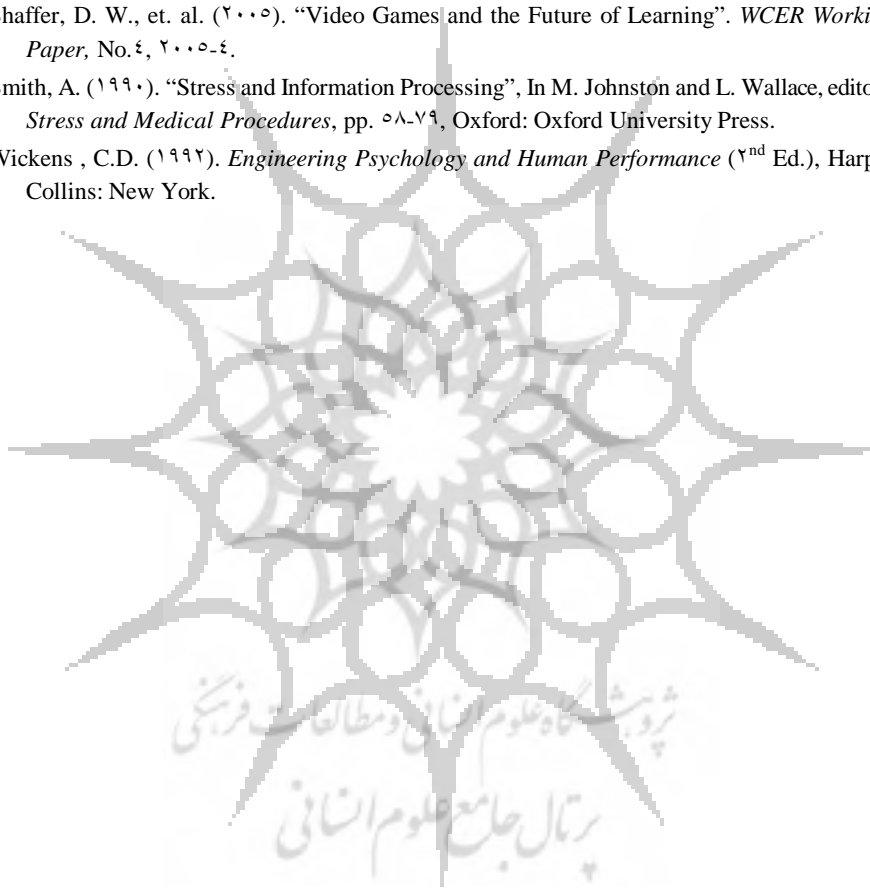 haffer, D. W., et. al. (۲۰۰۵). “Video Games and the Future of Learning”. WCER Worki
Paper, No.٤, ۲۰۰۵-٤.
mith, A. (۱۹۹۰). “Stress and Information Processing”, In M. Johnston and L. Wallace, edito
Stress and Medical Procedures, pp. ٥٨-٧٩, Oxford: Oxford University Press.
Wickens , C.D. (۱۹۹۲). Engineering Psychology and Human Performance (۲nd Ed.), Harp
Collins: New York.
پژوهشگاه علوم انسانی و مطالعات فرهنگی
پرتال جامع علوم انسانی